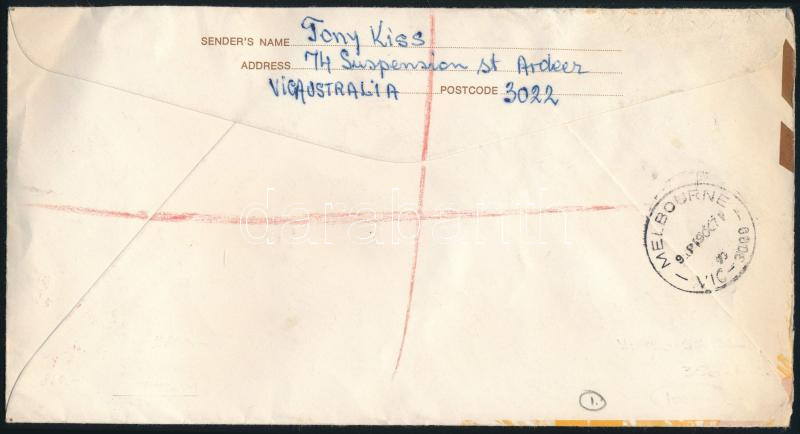 SENDER'S NAME Tony Kiss
ADDRESS 74 Suspension st Ardeer
Vic AUSTRALIA POSTCODE 3022
MELBOURNE
VIC. 3000
darabanth
1.